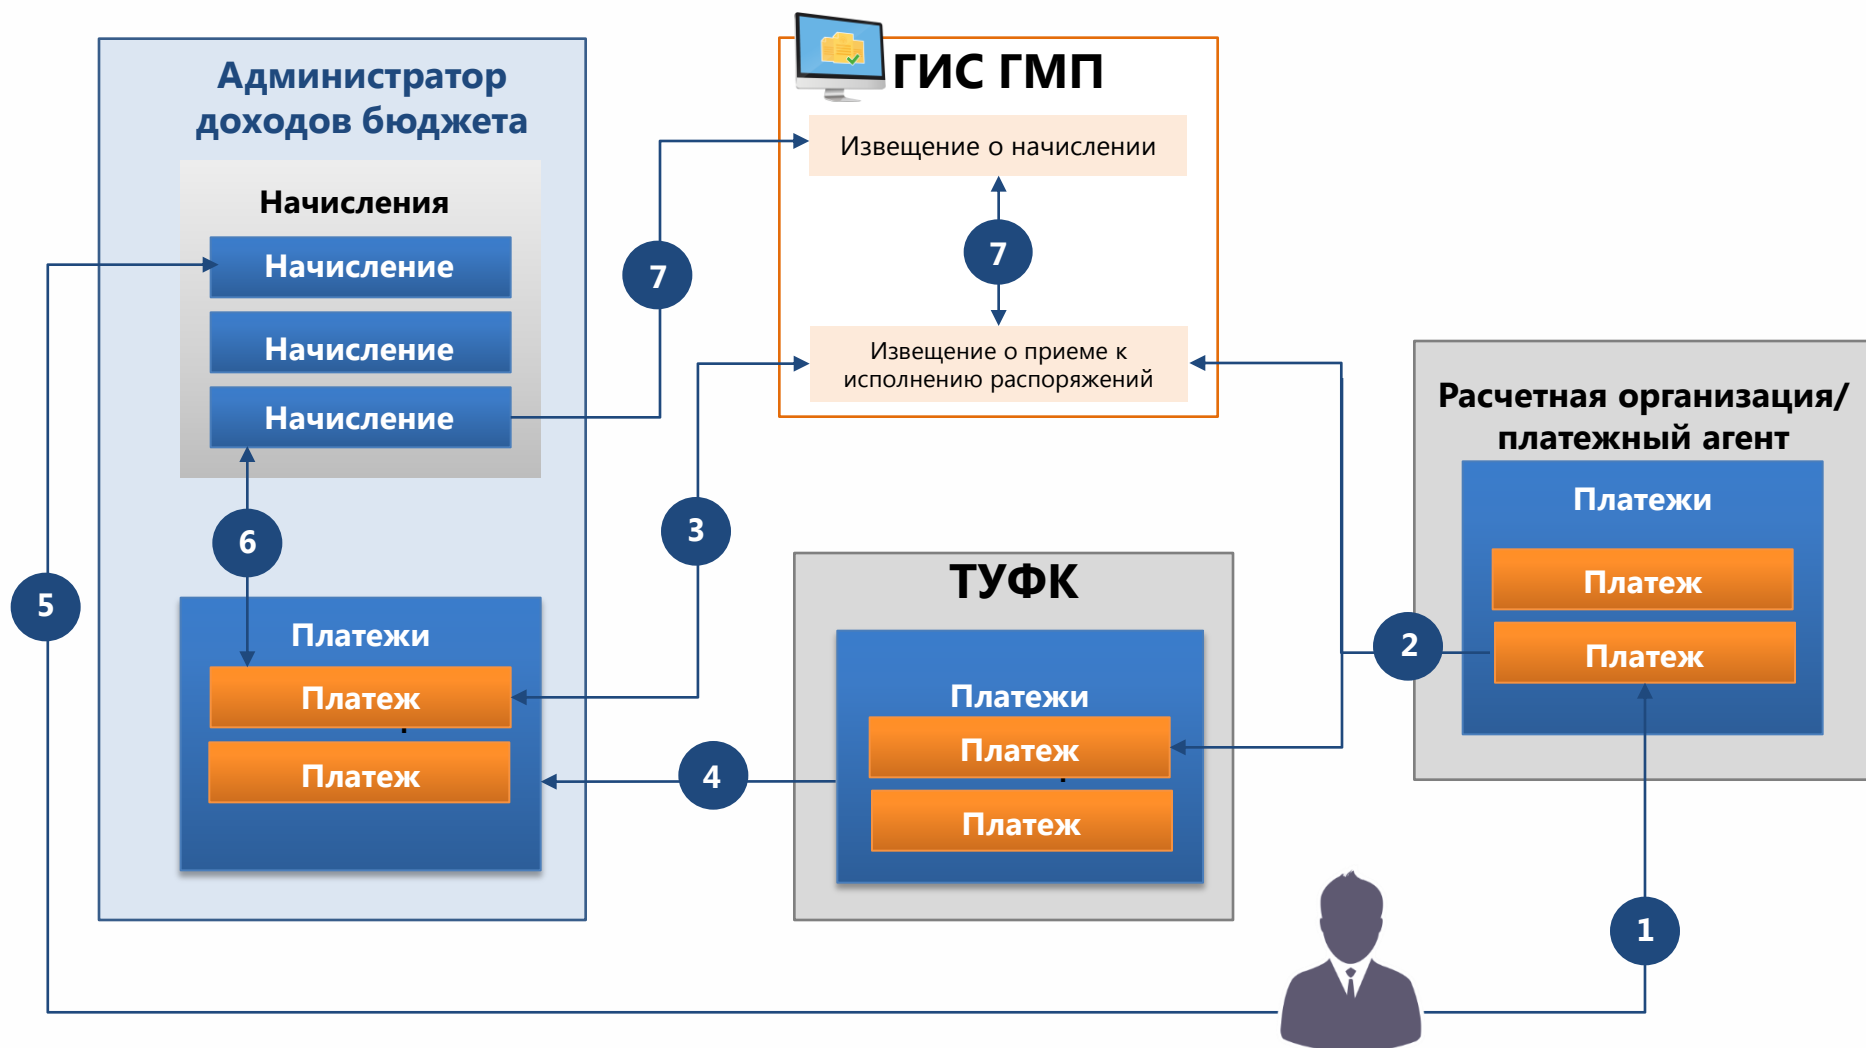 Администратор
доходов бюджета
Начисления
Начисление
Начисление
Начисление
6
Платежи
Платеж
Платеж
5
7
3
4
ГИС ГМП
Извещение о начислении
7
Извещение о приеме к
исполнению распоряжений
ТУФК
Платежи
Платеж
Платеж
2
Расчетная организация/
платежный агент
Платежи
Платеж
Платеж
1